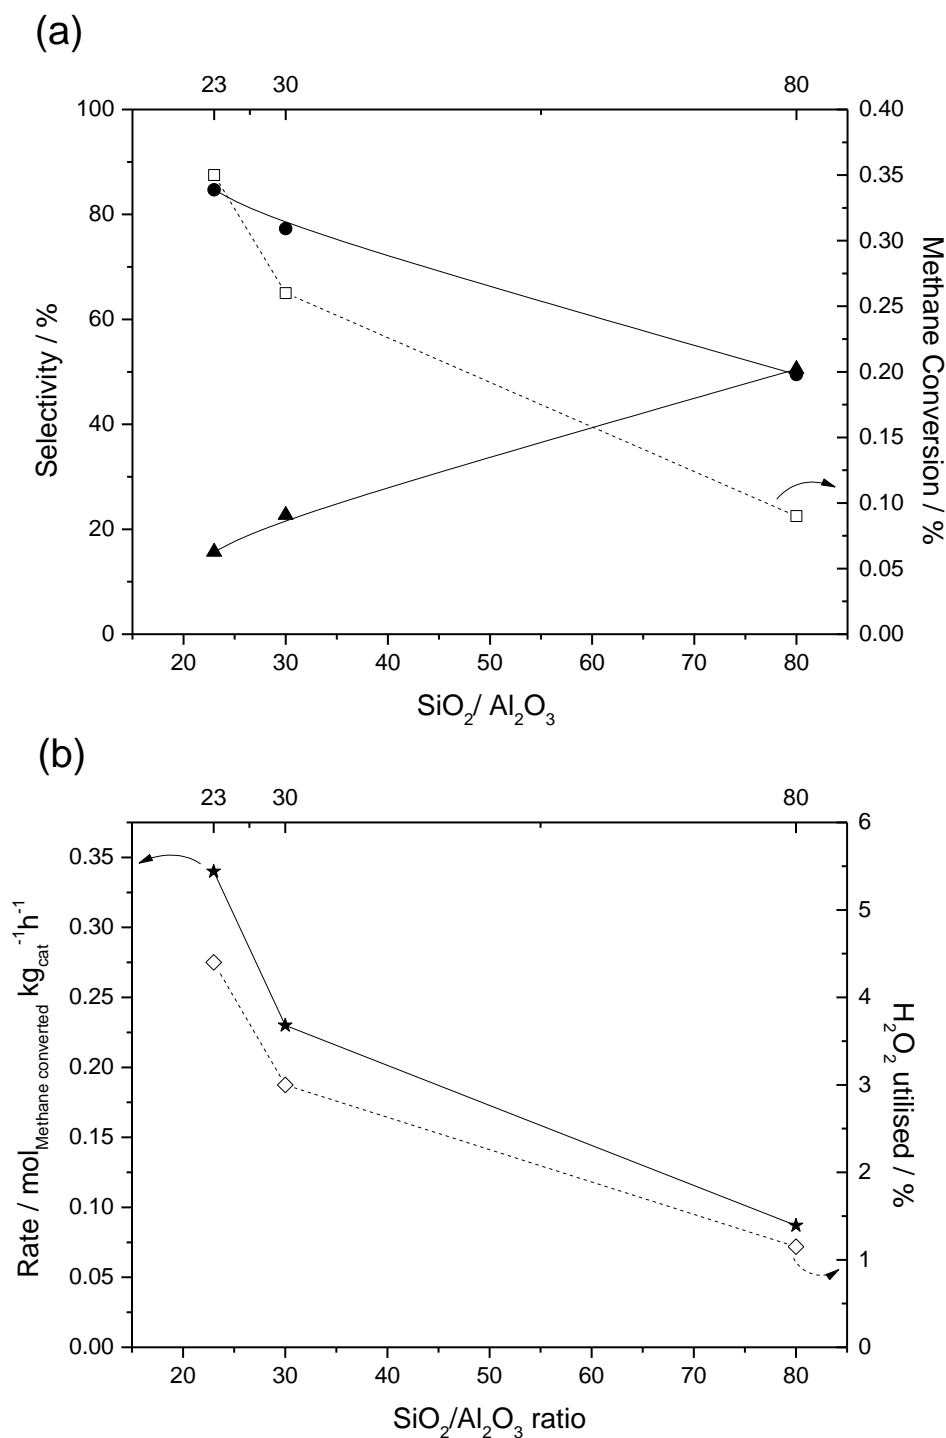 (a)
23 30 80
100 80 60 40 20 0
Selectivity / %
0.40 0.35 0.30 0.25 0.20 0.15 0.10 0.05 0.00
Methane Conversion / %
20 30 40 50 60 70 80
SiO₂/ Al₂O₃
(b)
23 30 80
0.35 0.30 0.25 0.20 0.15 0.10 0.05 0.00
Rate / mol_Methane converted kg_cat⁻¹h⁻¹
6 5 4 3 2 1 0
H₂O₂ utilised / %
20 30 40 50 60 70 80
SiO₂/Al₂O₃ ratio